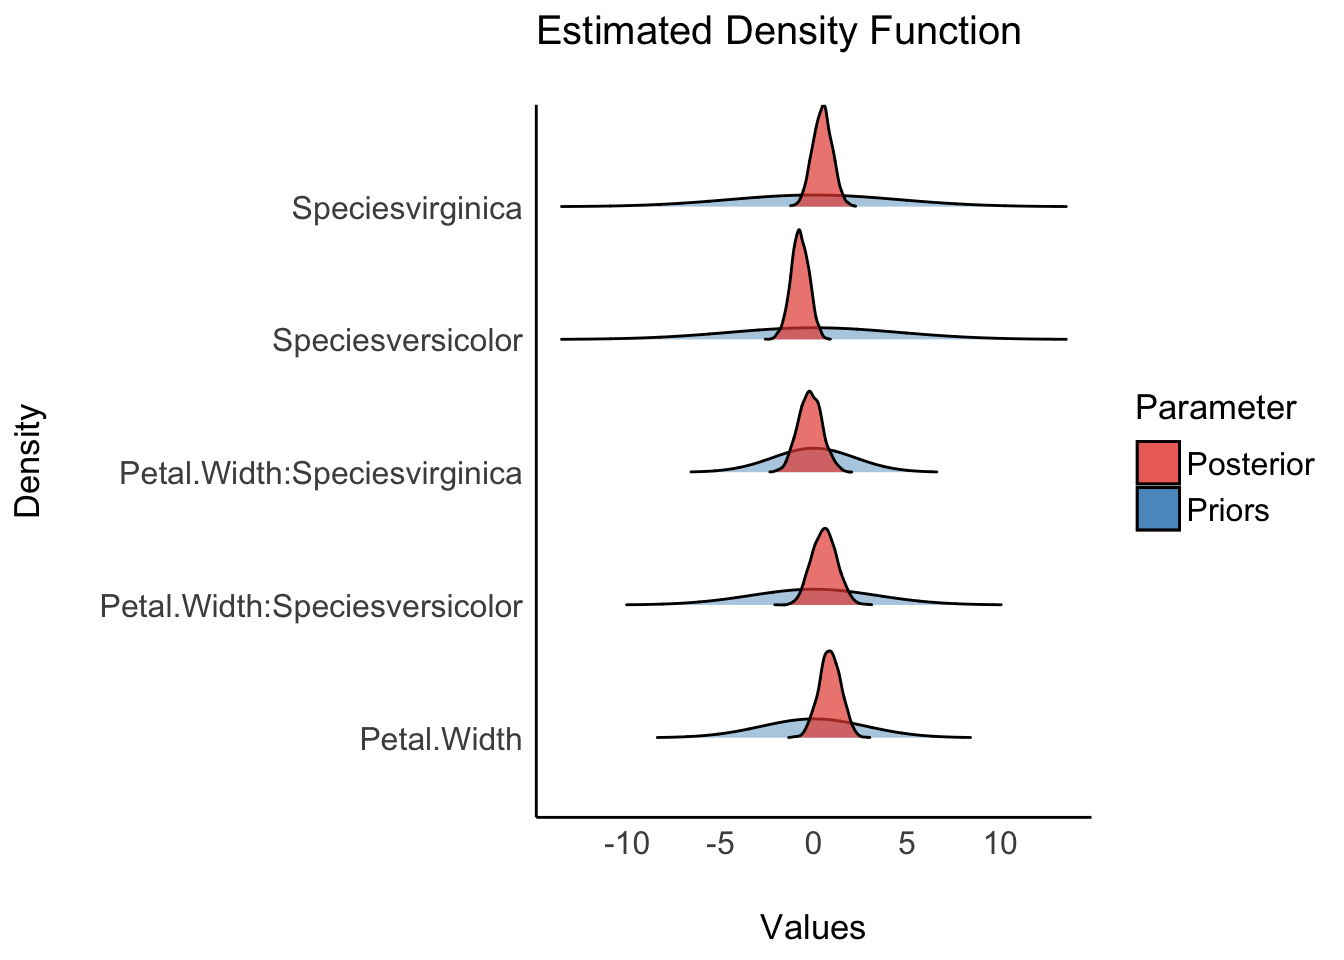 Estimated Density Function
Speciesvirginica
Speciesversicolor
Petal.Width:Speciesvirginica
Petal.Width:Speciesversicolor
Petal.Width
Density
-10 -5 0 5 10
Values
Parameter
Posterior
Priors